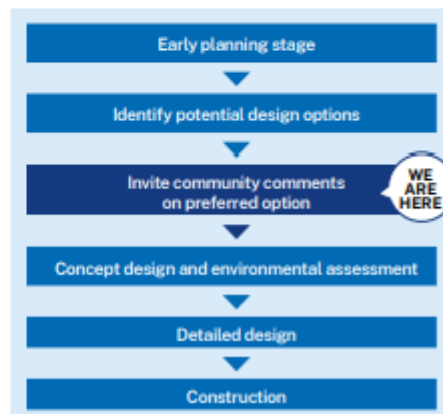 Early planning stage
Identify potential design options
Invite community comments
on preferred option
WE
ARE
HERE
Concept design and environmental assessment
Detailed design
Construction